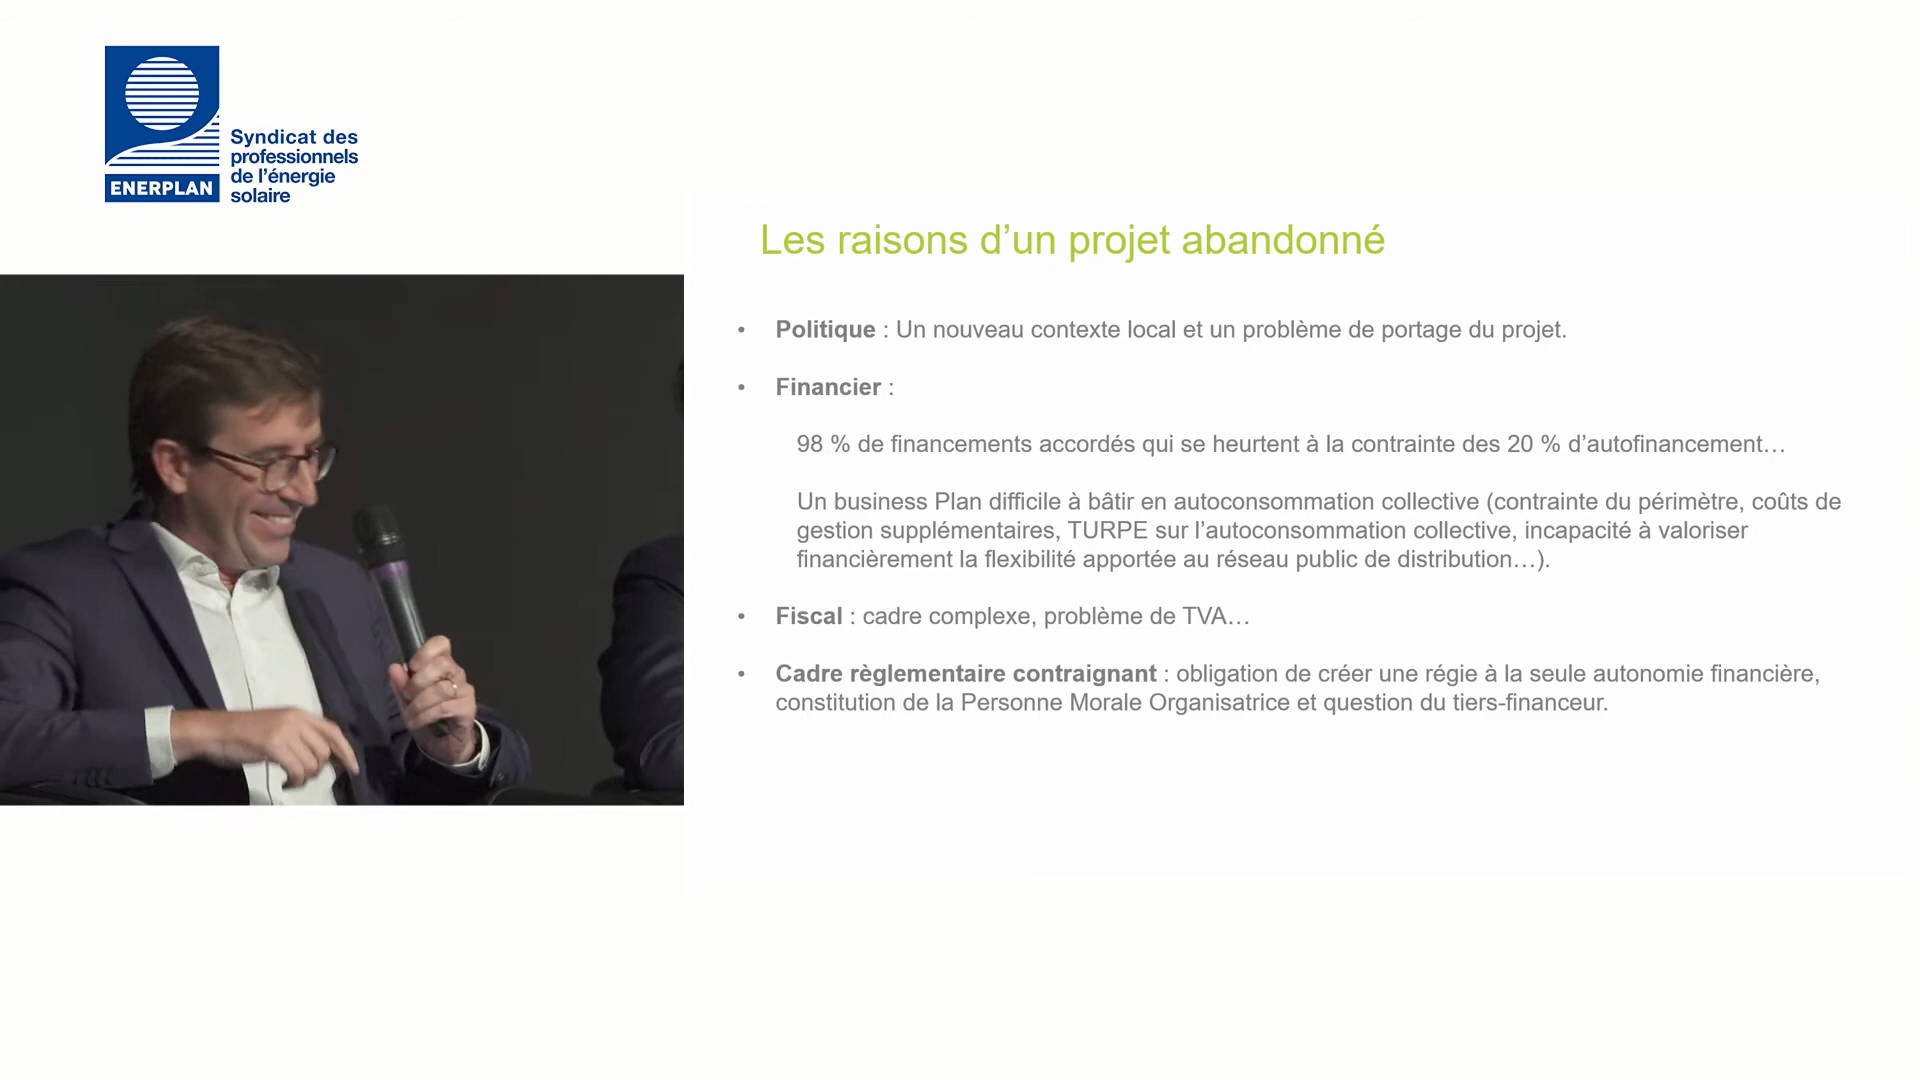 Syndicat des
professionnels
de l'énergie
solaire
ENERPLAN
Les raisons d'un projet abandonné
• Politique : Un nouveau contexte local et un problème de portage du projet.
• Financier :
98 % de financements accordés qui se heurtent à la contrainte des 20 % d'autofinancement…
Un business Plan difficile à bâtir en autoconsommation collective (contrainte du périmètre, coûts de
gestion supplémentaires, TURPE sur l'autoconsommation collective, incapacité à valoriser
financièrement la flexibilité apportée au réseau public de distribution…).
• Fiscal : cadre complexe, problème de TVA…
• Cadre règlementaire contraignant : obligation de créer une régie à la seule autonomie financière,
constitution de la Personne Morale Organisatrice et question du tiers-financeur.